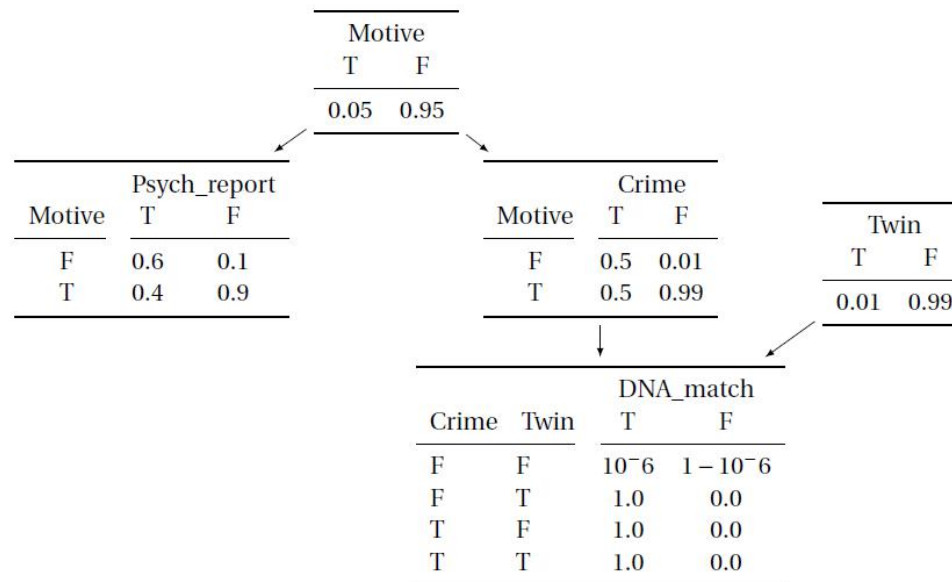 Motive
T F
0.05 0.95
Psych_report
Motive T F
F 0.6 0.1
T 0.4 0.9
Crime
Motive T F
F 0.5 0.01
T 0.5 0.99
Twin
T F
0.01 0.99
DNA_match
Crime Twin T F
F F 10⁻6 1 − 10⁻6
F T 1.0 0.0
T F 1.0 0.0
T T 1.0 0.0